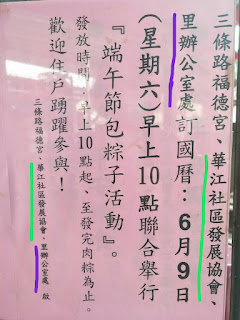 三條路福德宮、華江社區發展協會、
里辦公室處訂國曆：6月9日
(星期六)早上10點聯合舉行
『端午節包粽子活動』。
發放時間：早上10點起、至發完肉粽為止。
歡迎住戶踴躍參與！
三條路福德宮、華江社區發展協會、里辦公室處 啟